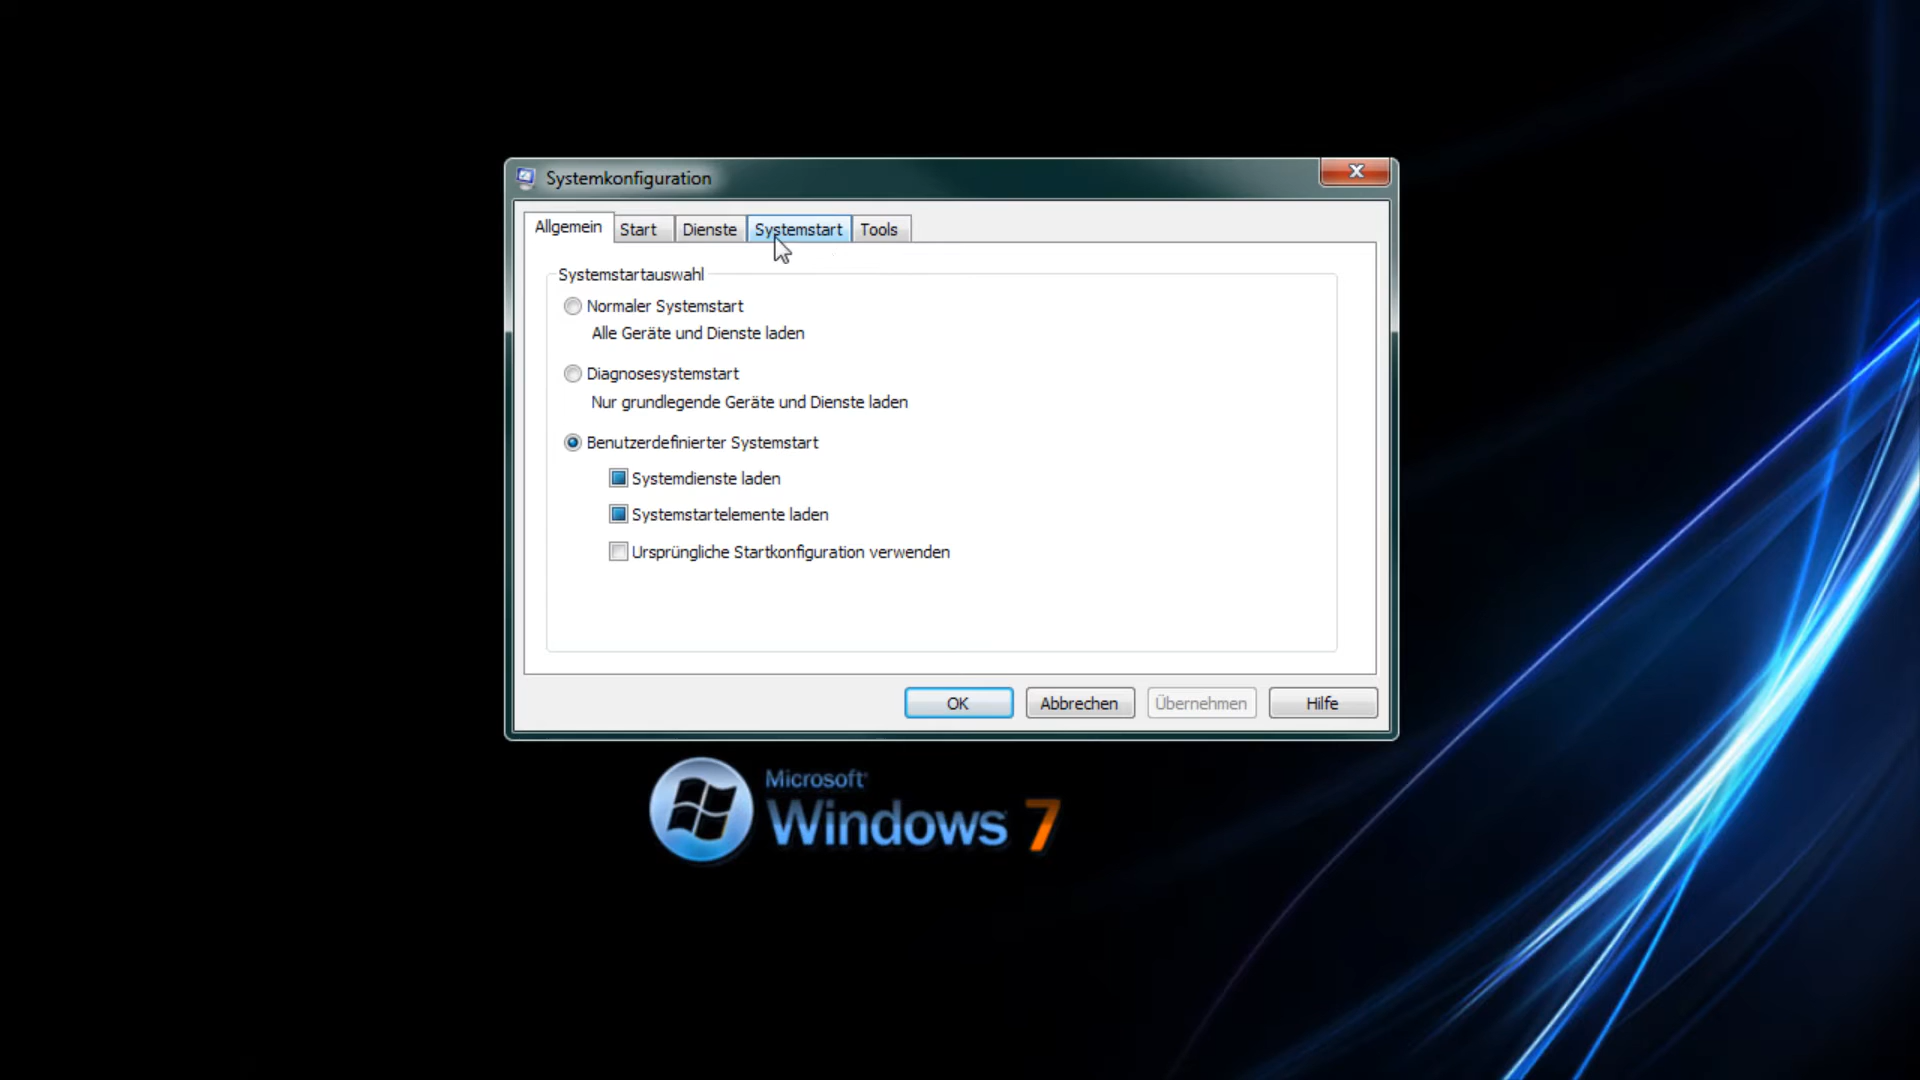 Systemkonfiguration
Allgemein Start Dienste Systemstart Tools
Systemstartauswahl
Normaler Systemstart
Alle Geräte und Dienste laden
Diagnosesystemstart
Nur grundlegende Geräte und Dienste laden
Benutzerdefinierter Systemstart
Systemdienste laden
Systemstartelemente laden
Ursprüngliche Startkonfiguration verwenden
OK Abbrechen Übernehmen Hilfe
Microsoft
Windows 7